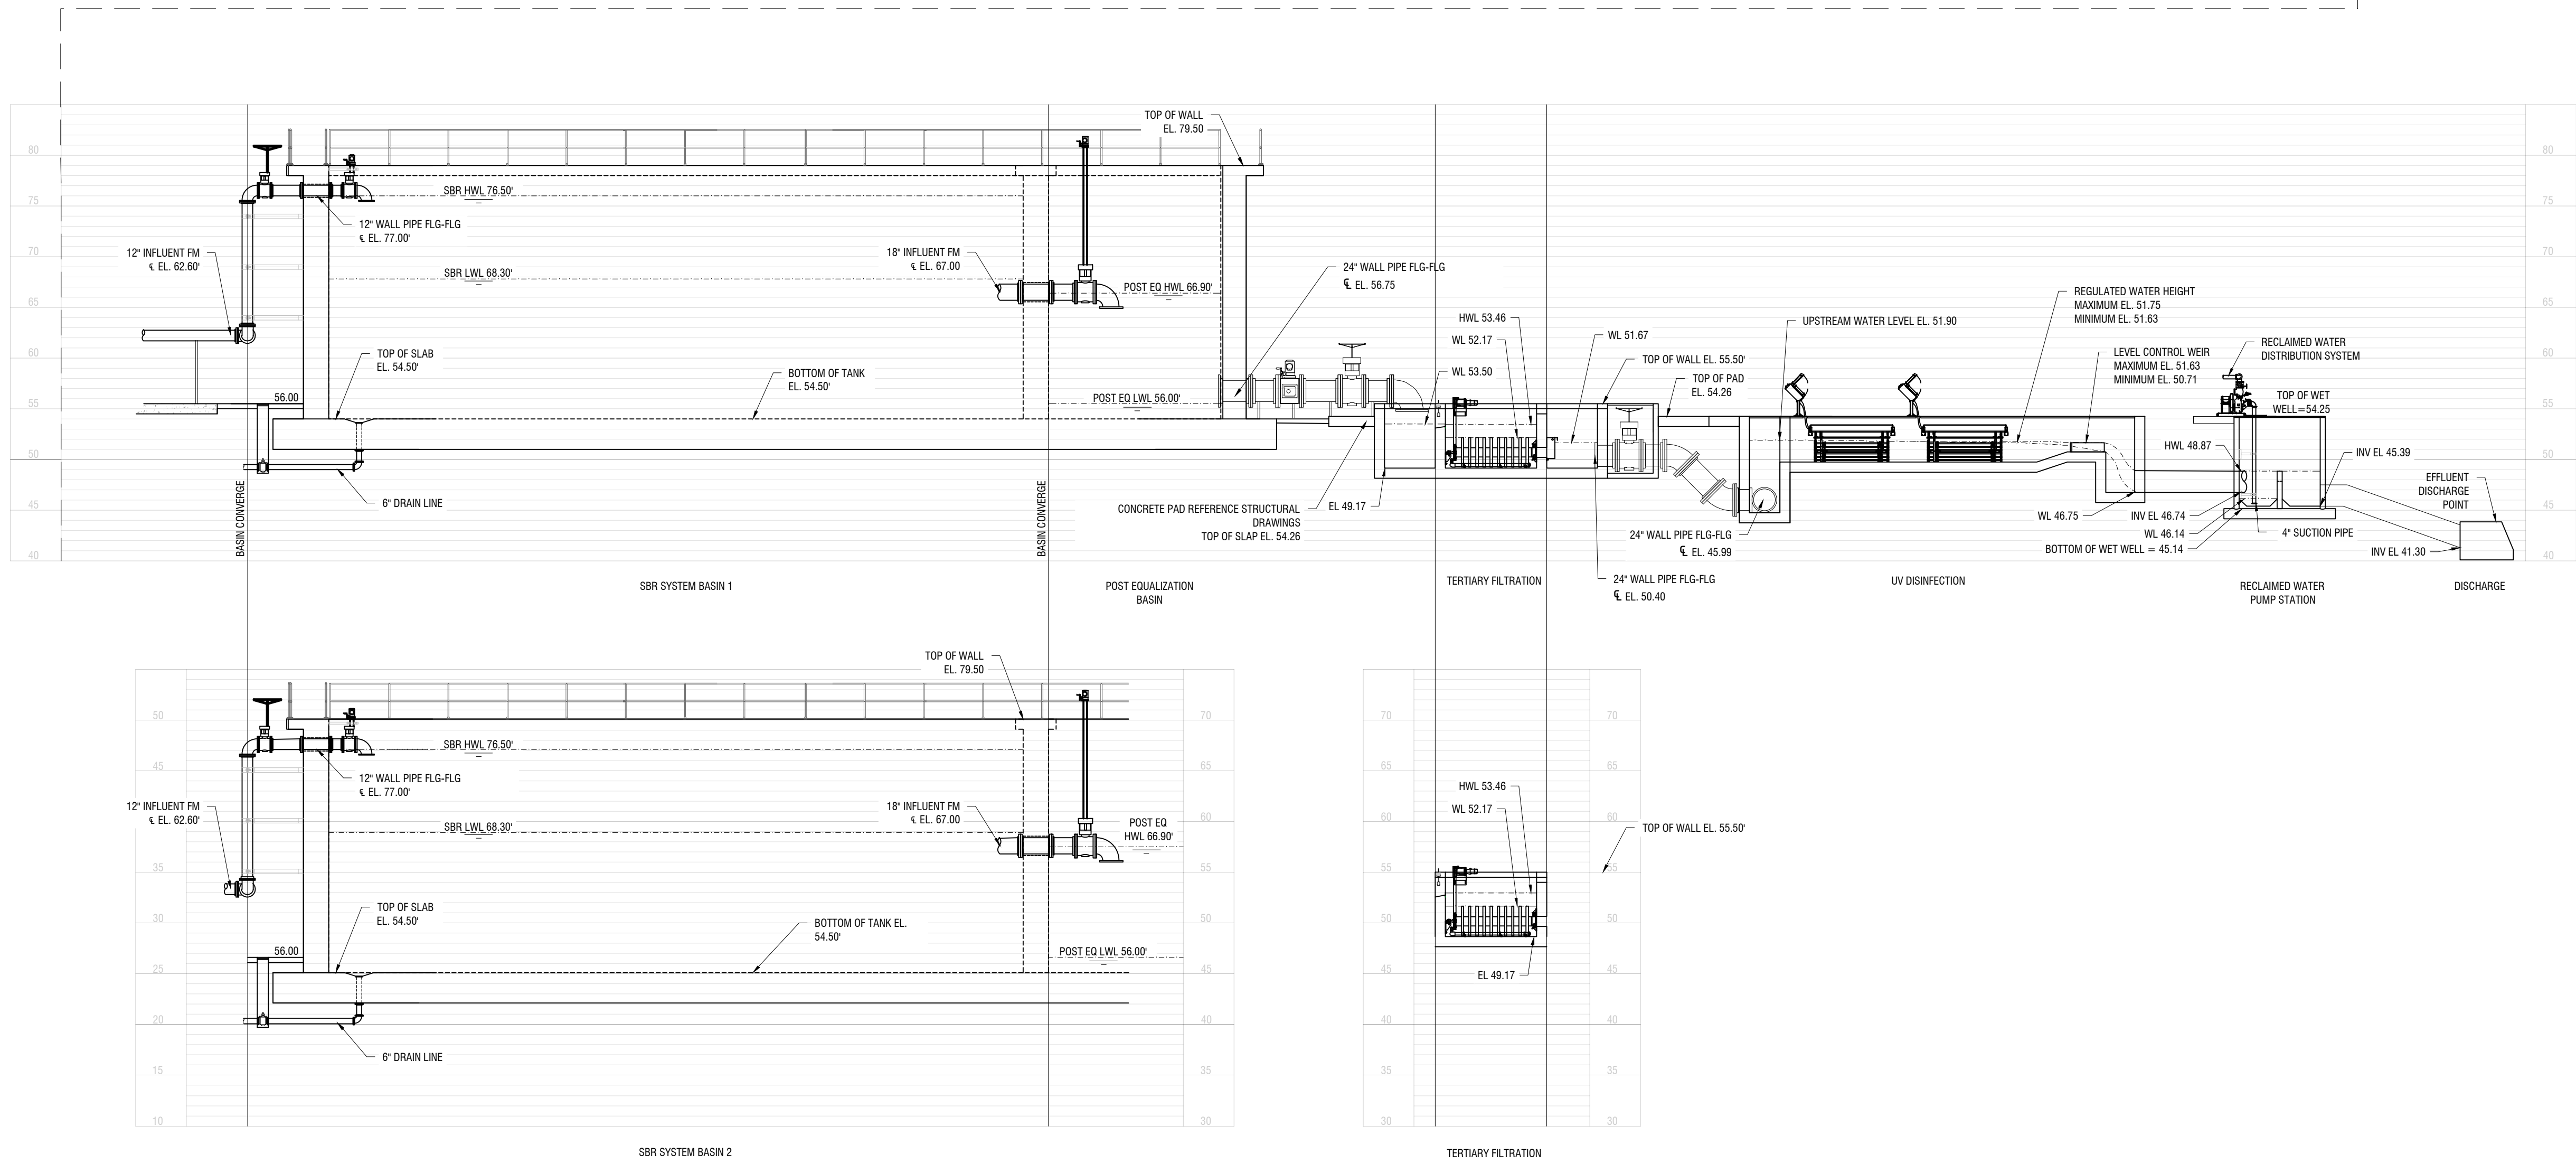 TOP OF WALL
EL. 79.50
80
80
SBR HWL 76.50'
75
75
12" WALL PIPE FLG-FLG
℄ EL. 77.00'
12" INFLUENT FM
℄ EL. 62.60'
70
70
18" INFLUENT FM
℄ EL. 67.00
SBR LWL 68.30'
24" WALL PIPE FLG-FLG
℄ EL. 56.75
POST EQ HWL 66.90'
REGULATED WATER HEIGHT
MAXIMUM EL. 51.75
MINIMUM EL. 51.63
65
65
HWL 53.46
UPSTREAM WATER LEVEL EL. 51.90
WL 51.67
WL 52.17
RECLAIMED WATER
DISTRIBUTION SYSTEM
60
60
TOP OF SLAB
EL. 54.50'
LEVEL CONTROL WEIR
MAXIMUM EL. 51.63
MINIMUM EL. 50.71
TOP OF WALL EL. 55.50'
BOTTOM OF TANK
EL. 54.50'
WL 53.50
TOP OF PAD
EL. 54.26
56.00
POST EQ LWL 56.00'
TOP OF WET
WELL=54.25
55
55
HWL 48.87
INV EL 45.39
50
50
6" DRAIN LINE
BASIN CONVERGE
BASIN CONVERGE
CONCRETE PAD REFERENCE STRUCTURAL
DRAWINGS
TOP OF SLAP EL. 54.26
EL 49.17
EFFLUENT
DISCHARGE
POINT
45
45
WL 46.75
INV EL 46.74
WL 46.14
BOTTOM OF WET WELL = 45.14
4" SUCTION PIPE
24" WALL PIPE FLG-FLG
℄ EL. 45.99
INV EL 41.30
40
40
24" WALL PIPE FLG-FLG
℄ EL. 50.40
SBR SYSTEM BASIN 1
POST EQUALIZATION
BASIN
TERTIARY FILTRATION
UV DISINFECTION
RECLAIMED WATER
PUMP STATION
DISCHARGE
TOP OF WALL
EL. 79.50
50
70
70
70
SBR HWL 76.50'
45
65
65
65
12" WALL PIPE FLG-FLG
℄ EL. 77.00'
12" INFLUENT FM
℄ EL. 62.60'
18" INFLUENT FM
℄ EL. 67.00
HWL 53.46
WL 52.17
40
60
60
60
SBR LWL 68.30'
POST EQ
HWL 66.90'
TOP OF WALL EL. 55.50'
35
55
55
55
TOP OF SLAB
EL. 54.50'
BOTTOM OF TANK EL.
54.50'
30
50
50
50
56.00
POST EQ LWL 56.00'
25
45
45
45
EL 49.17
20
40
40
40
6" DRAIN LINE
15
35
35
35
10
30
30
30
SBR SYSTEM BASIN 2
TERTIARY FILTRATION